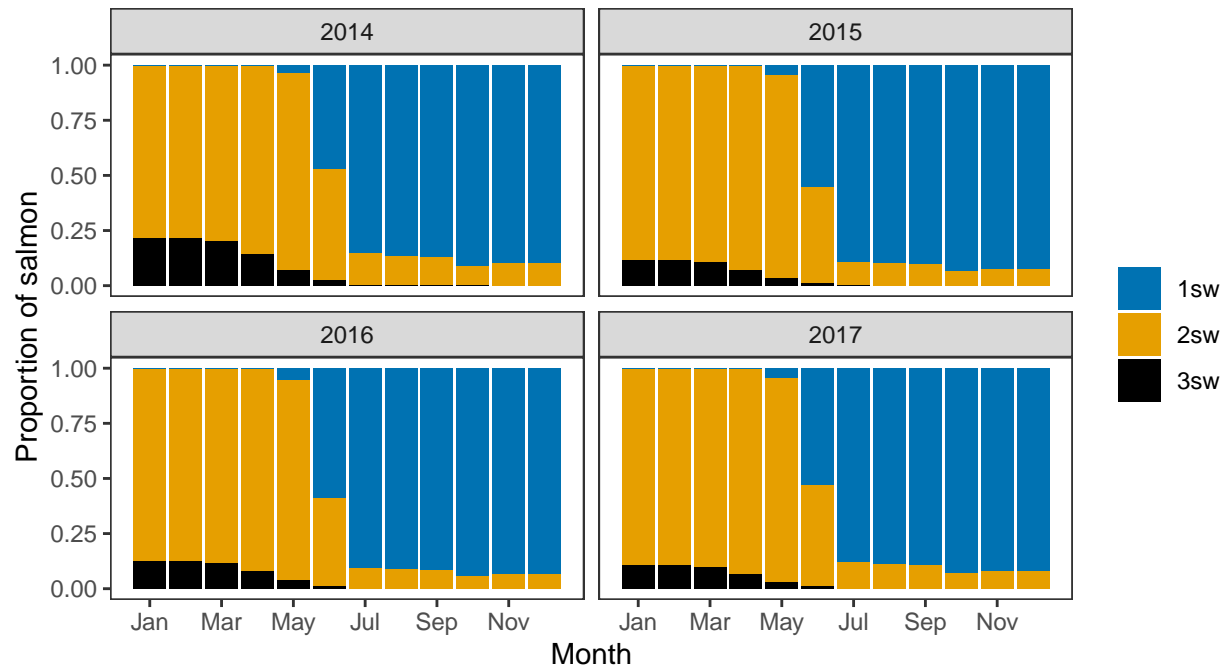 2014
2015
1.00
0.75
0.50
0.25
0.00
2016
2017
1.00
0.75
0.50
0.25
0.00
Jan Mar May Jul Sep Nov
Jan Mar May Jul Sep Nov
Month
Proportion of salmon
1sw
2sw
3sw